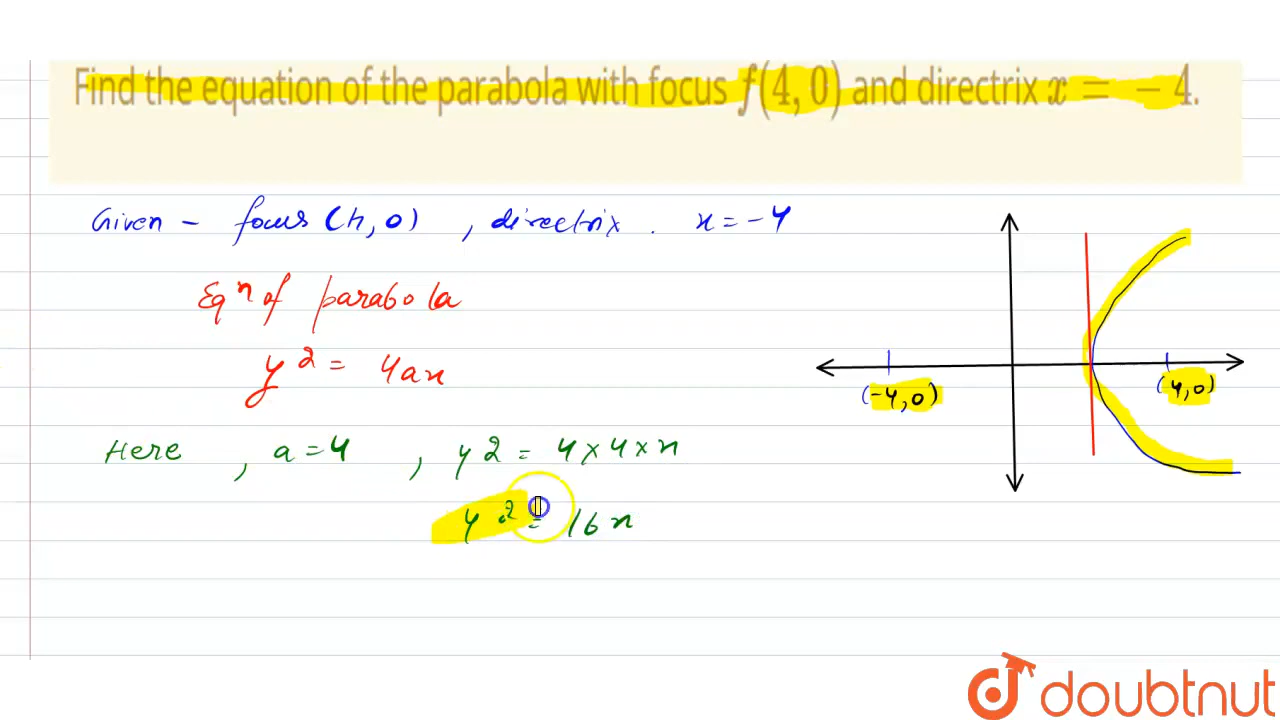 Find the equation of the parabola with focus f(4, 0) and directrix x = - 4.
Given - focus (h, 0) , directrix . x = -4
Eqn of parabola
y2 = 4ax
(-4,0)
(4,0)
Here , a = 4 , y2 = 4 x 4 x x
y2 = 16x
doubtnut